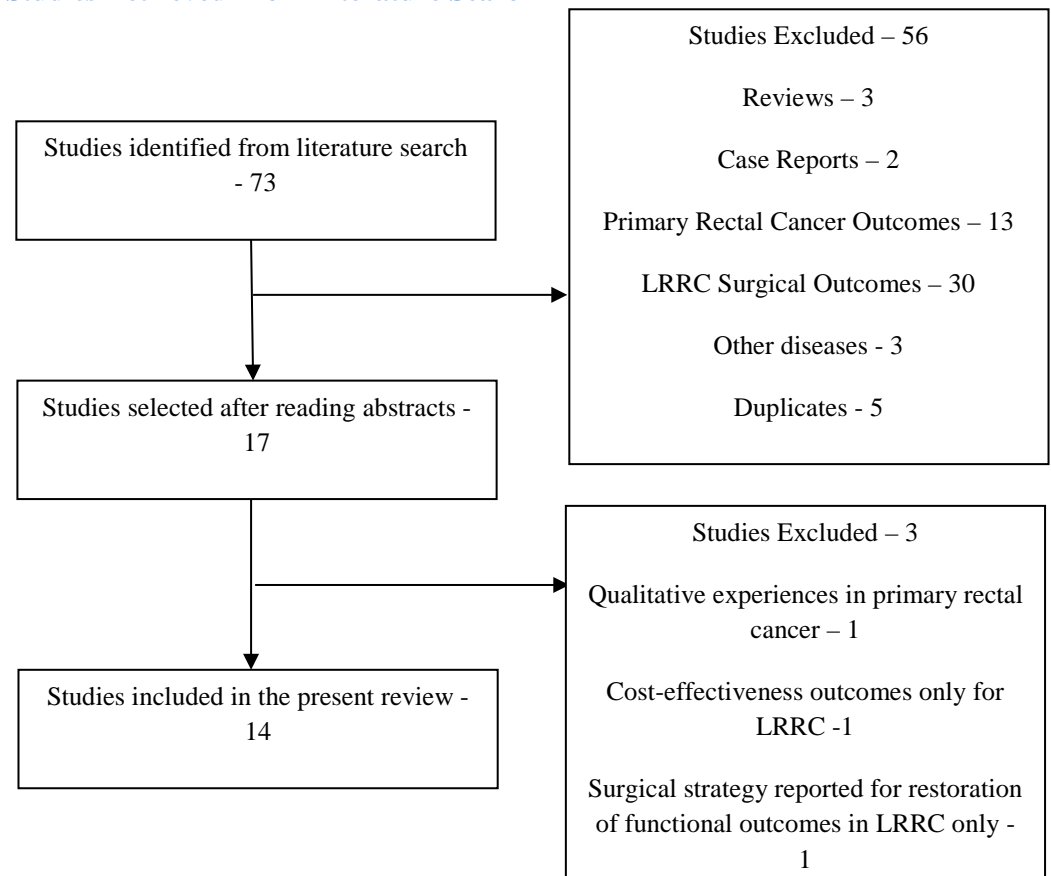 Studies Excluded – 56
Reviews – 3
Case Reports – 2
Primary Rectal Cancer Outcomes – 13
LRRC Surgical Outcomes – 30
Other diseases - 3
Duplicates - 5
Studies identified from literature search
- 73
Studies selected after reading abstracts -
17
Studies Excluded – 3
Qualitative experiences in primary rectal
cancer – 1
Cost-effectiveness outcomes only for
LRRC -1
Surgical strategy reported for restoration
of functional outcomes in LRRC only -
1
Studies included in the present review -
14